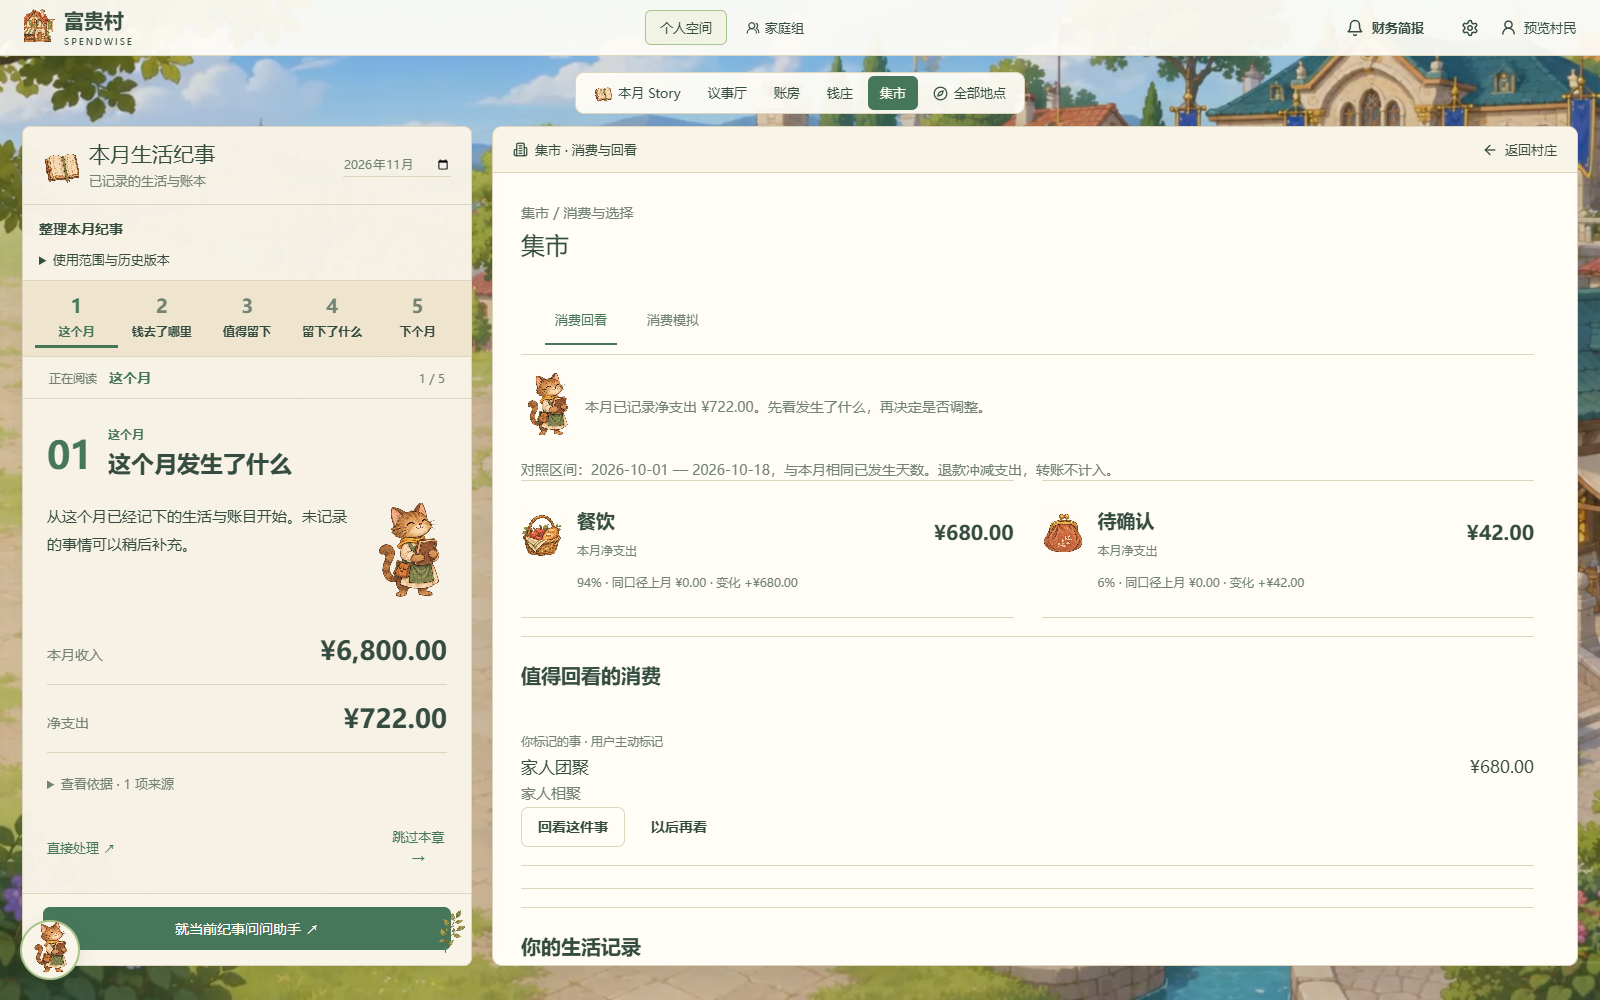 富贵村
SPENDWISE
个人空间
家庭组
财务简报
预览村民
本月 Story
议事厅
账房
钱庄
集市
全部地点
本月生活纪事
已记录的生活与账本
2026年11月
整理本月纪事
▶ 使用范围与历史版本
1
这个月
2
钱去了哪里
3
值得留下
4
留下了什么
5
下个月
正在阅读 这个月
1 / 5
01
这个月
这个月发生了什么
从这个月已经记下的生活与账目开始。未记录
的事情可以稍后补充。
本月收入
¥6,800.00
净支出
¥722.00
▶ 查看依据 · 1 项来源
直接处理 ↗
跳过本章
→
就当前纪事问问助手 ↗
集市 · 消费与回看
← 返回村庄
集市 / 消费与选择
集市
消费回看
消费模拟
本月已记录净支出 ¥722.00。先看发生了什么，再决定是否调整。
对照区间：2026-10-01 — 2026-10-18，与本月相同已发生天数。退款冲减支出，转账不计入。
餐饮
本月净支出
¥680.00
94% · 同口径上月 ¥0.00 · 变化 +¥680.00
待确认
本月净支出
¥42.00
6% · 同口径上月 ¥0.00 · 变化 +¥42.00
值得回看的消费
你标记的事 · 用户主动标记
家人团聚
¥680.00
家人相聚
回看这件事
以后再看
你的生活记录